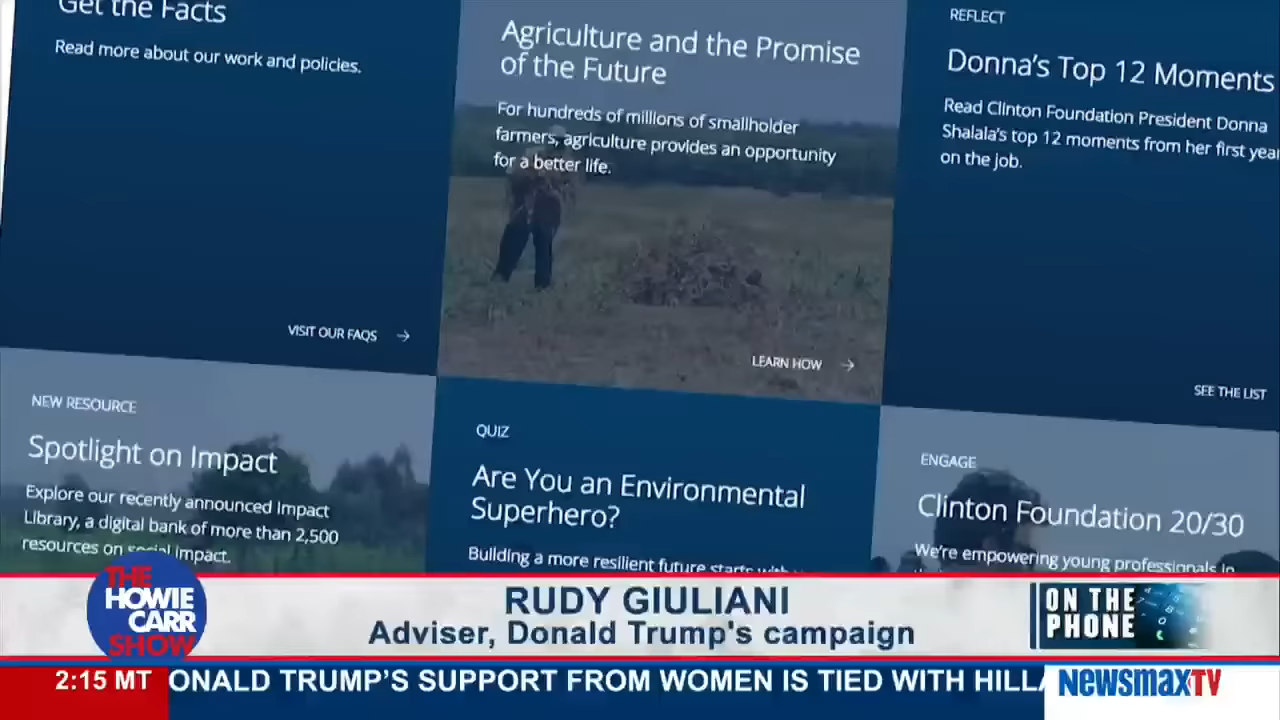 Get the Facts
Read more about our work and policies.
VISIT OUR FAQS
Agriculture and the Promise
of the Future
For hundreds of millions of smallholder
farmers, agriculture provides an opportunity
for a better life.
LEARN HOW
REFLECT
Donna's Top 12 Moments
Read Clinton Foundation President Donna
Shalala's top 12 moments from her first year
on the job.
SEE THE LIST
NEW RESOURCE
Spotlight on Impact
Explore our recently announced Impact
Library, a digital bank of more than 2,500
resources on social impact.
QUIZ
Are You an Environmental
Superhero?
Building a more resilient future starts with
ENGAGE
Clinton Foundation 20/30
We're empowering young professionals in
THE
HOWIE
CARR
SHOW
RUDY GIULIANI
Adviser, Donald Trump's campaign
ON THE
PHONE
2:15 MT
ONALD TRUMP'S SUPPORT FROM WOMEN IS TIED WITH HILLA
NEWSMAXTV